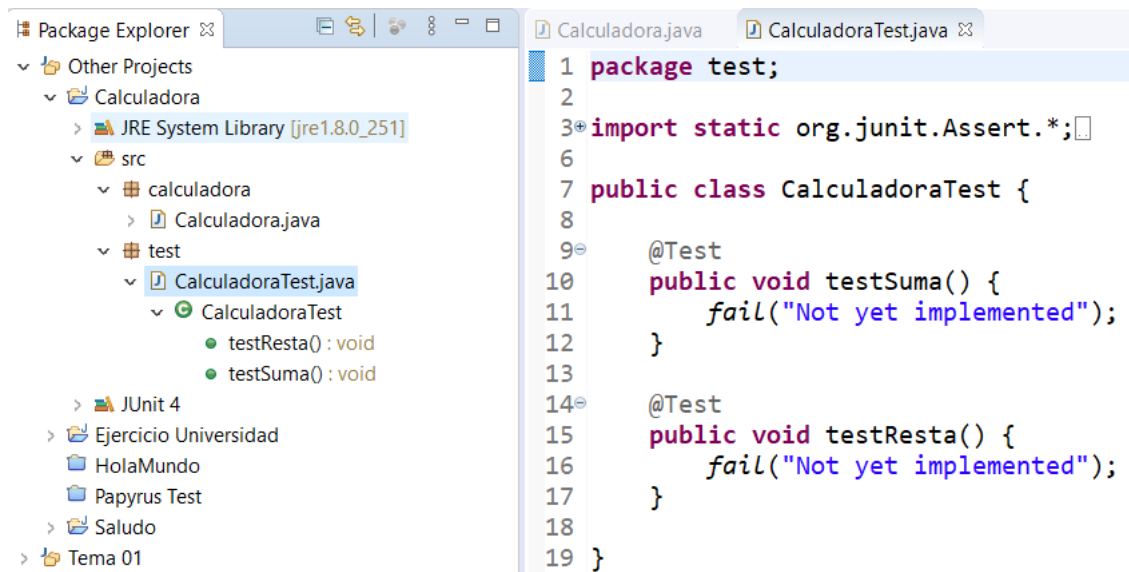 Package Explorer
Other Projects
Calculadora
JRE System Library [jre1.8.0_251]
src
calculadora
Calculadora.java
test
CalculadoraTest.java
CalculadoraTest
testResta() : void
testSuma() : void
JUnit 4
Ejercicio Universidad
HolaMundo
Papyrus Test
Saludo
Tema 01
Calculadora.java CalculadoraTest.java
1 package test;
2
3 import static org.junit.Assert.*;
6
7 public class CalculadoraTest {
8
9 @Test
10 public void testSuma() {
11 fail("Not yet implemented");
12 }
13
14 @Test
15 public void testResta() {
16 fail("Not yet implemented");
17 }
18
19 }